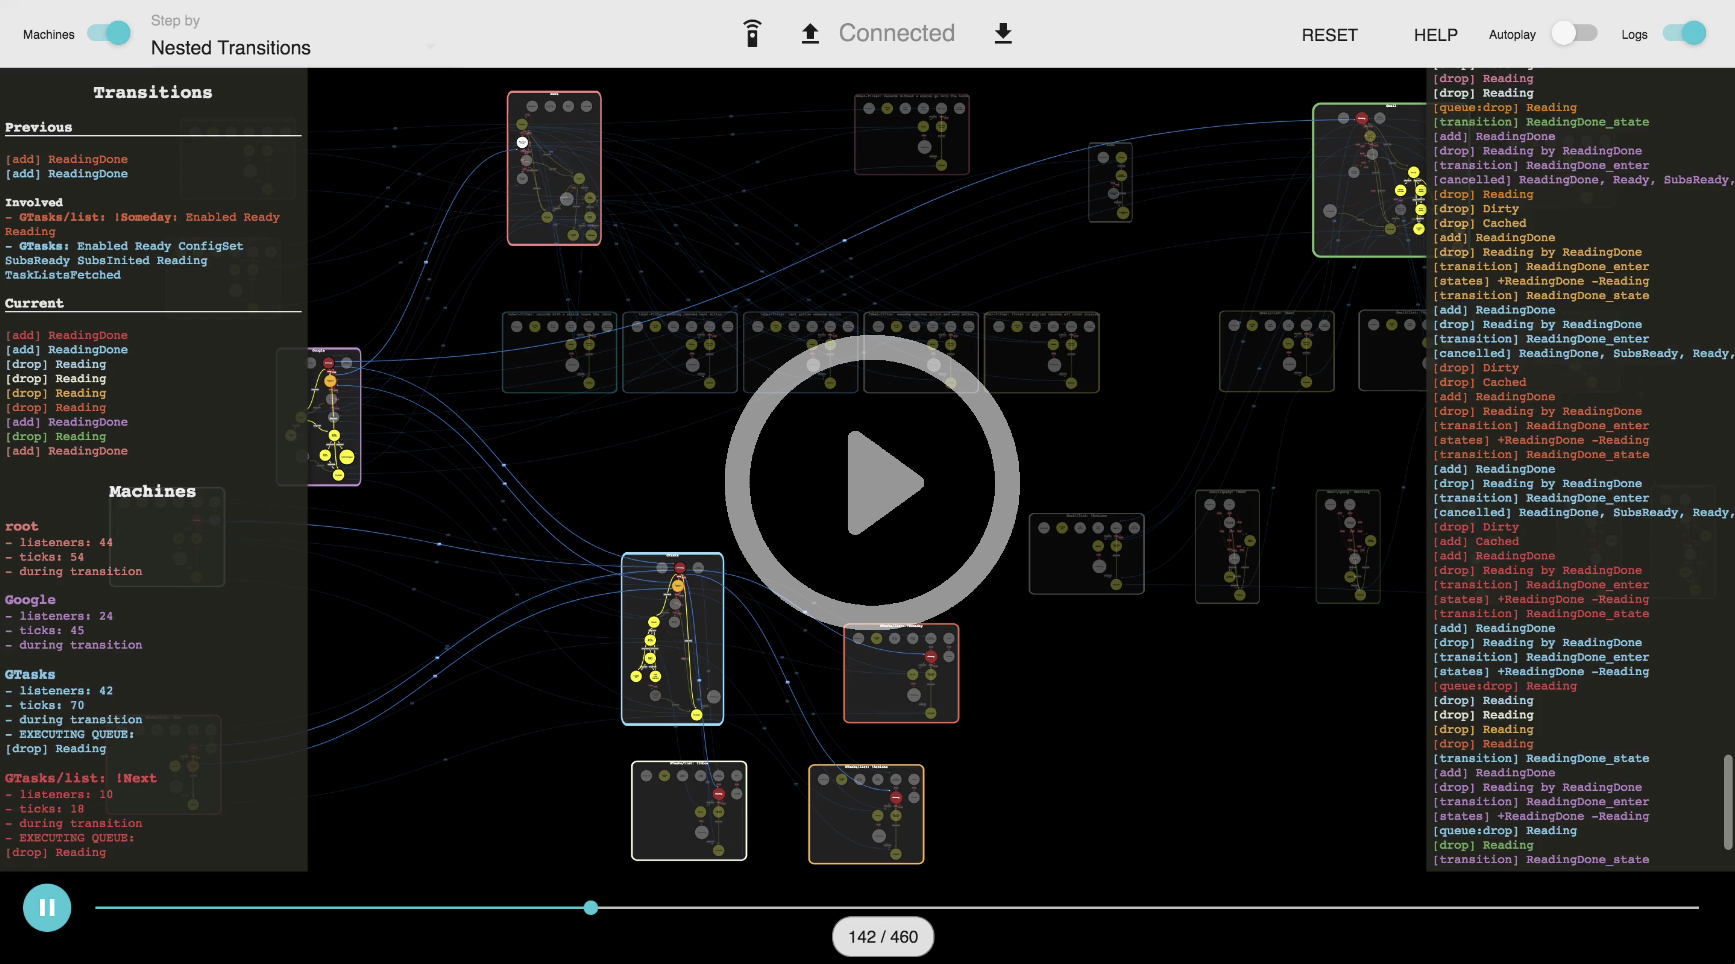 Machines
Step by
Nested Transitions
Connected
RESET
HELP
Autoplay
Logs
Transitions
Previous
[add] ReadingDone
[add] ReadingDone
Involved
- GTasks/list: !Someday: Enabled Ready
Reading
- GTasks: Enabled Ready ConfigSet
SubsReady SubsInited Reading
TaskListsFetched
Current
[add] ReadingDone
[add] ReadingDone
[drop] Reading
[drop] Reading
[drop] Reading
[drop] Reading
[add] ReadingDone
[drop] Reading
[add] ReadingDone
Machines
root
- listeners: 44
- ticks: 54
- during transition
Google
- listeners: 24
- ticks: 45
- during transition
GTasks
- listeners: 42
- ticks: 70
- during transition
- EXECUTING QUEUE:
[drop] Reading
GTasks/list: !Next
- listeners: 10
- ticks: 18
- during transition
- EXECUTING QUEUE:
[drop] Reading
[drop] Reading
[drop] Reading
[queue:drop] Reading
[transition] ReadingDone_state
[add] ReadingDone
[drop] Reading by ReadingDone
[transition] ReadingDone_enter
[cancelled] ReadingDone, Ready, SubsReady,
[drop] Reading
[drop] Dirty
[drop] Cached
[add] ReadingDone
[drop] Reading by ReadingDone
[transition] ReadingDone_enter
[states] +ReadingDone -Reading
[transition] ReadingDone_state
[add] ReadingDone
[drop] Reading by ReadingDone
[transition] ReadingDone_enter
[cancelled] ReadingDone, SubsReady, Ready,
[drop] Dirty
[drop] Cached
[add] ReadingDone
[drop] Reading by ReadingDone
[transition] ReadingDone_enter
[states] +ReadingDone -Reading
[transition] ReadingDone_state
[add] ReadingDone
[drop] Reading by ReadingDone
[transition] ReadingDone_enter
[cancelled] ReadingDone, SubsReady, Ready,
[drop] Dirty
[add] Cached
[add] ReadingDone
[drop] Reading by ReadingDone
[transition] ReadingDone_enter
[states] +ReadingDone -Reading
[transition] ReadingDone_state
[add] ReadingDone
[drop] Reading by ReadingDone
[transition] ReadingDone_enter
[states] +ReadingDone -Reading
[queue:drop] Reading
[drop] Reading
[drop] Reading
[drop] Reading
[drop] Reading
[transition] ReadingDone_state
[add] ReadingDone
[drop] Reading by ReadingDone
[transition] ReadingDone_enter
[states] +ReadingDone -Reading
[queue:drop] Reading
[drop] Reading
[transition] ReadingDone_state
142 / 460